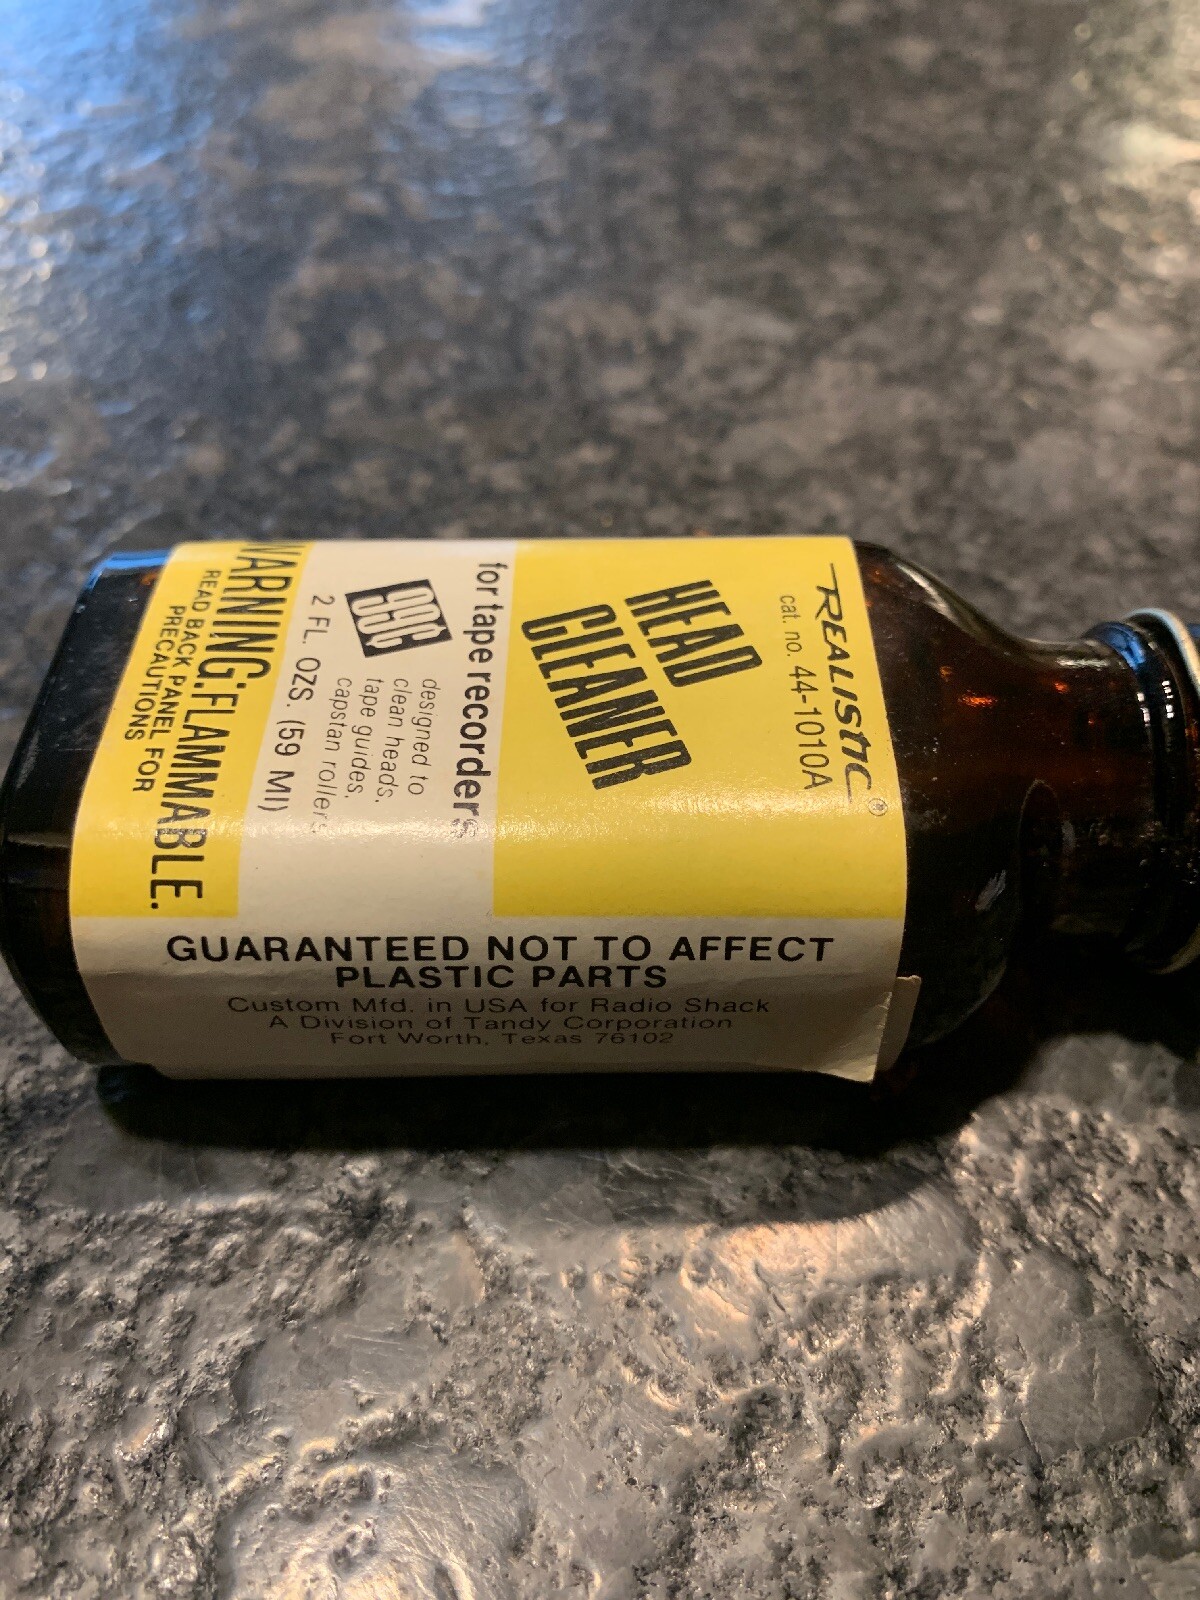 REALISTIC®
cat. no. 44-1010A
HEAD
CLEANER
for tape recorders
99¢
designed to
clean heads,
tape guides,
capstan rollers
2 FL. OZS. (59 Ml)
WARNING:FLAMMABLE.
READ BACK PANEL FOR
PRECAUTIONS
GUARANTEED NOT TO AFFECT
PLASTIC PARTS
Custom Mfd. in USA for Radio Shack
A Division of Tandy Corporation
Fort Worth, Texas 76102